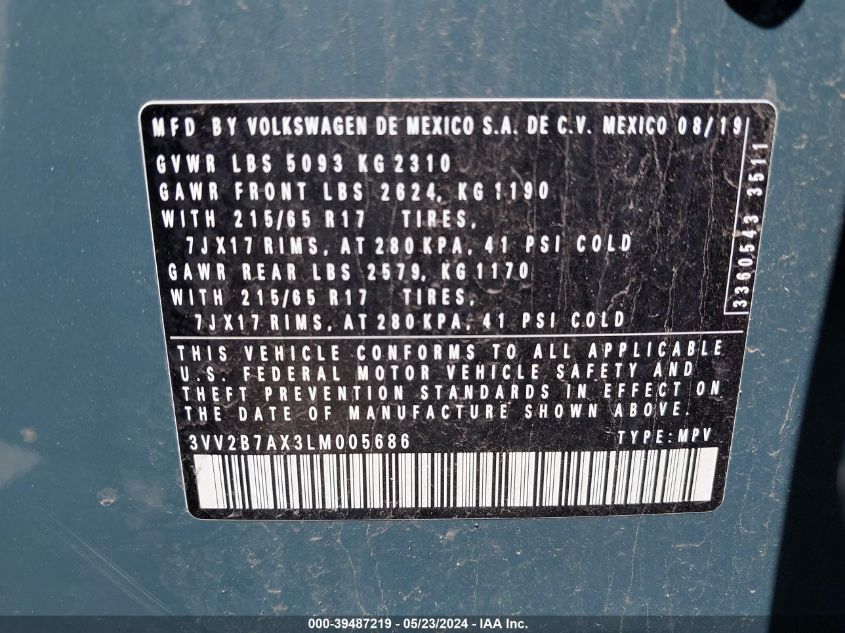 MFD BY VOLKSWAGEN DE MEXICO S.A. DE C.V. MEXICO 08/19
GVWR LBS 5093 KG 2310
GAWR FRONT LBS 2624, KG 1190
WITH 215/65 R17 TIRES,
7JX17 RIMS, AT 280 KPA, 41 PSI COLD
GAWR REAR LBS 2579, KG 1170
WITH 215/65 R17 TIRES,
7JX17 RIMS, AT 280 KPA, 41 PSI COLD
3360543 3511
THIS VEHICLE CONFORMS TO ALL APPLICABLE
U.S. FEDERAL MOTOR VEHICLE SAFETY AND
THEFT PREVENTION STANDARDS IN EFFECT ON
THE DATE OF MANUFACTURE SHOWN ABOVE.
3VV2B7AX3LM005686 TYPE: MPV
000-39487219 - 05/23/2024 - IAA Inc.